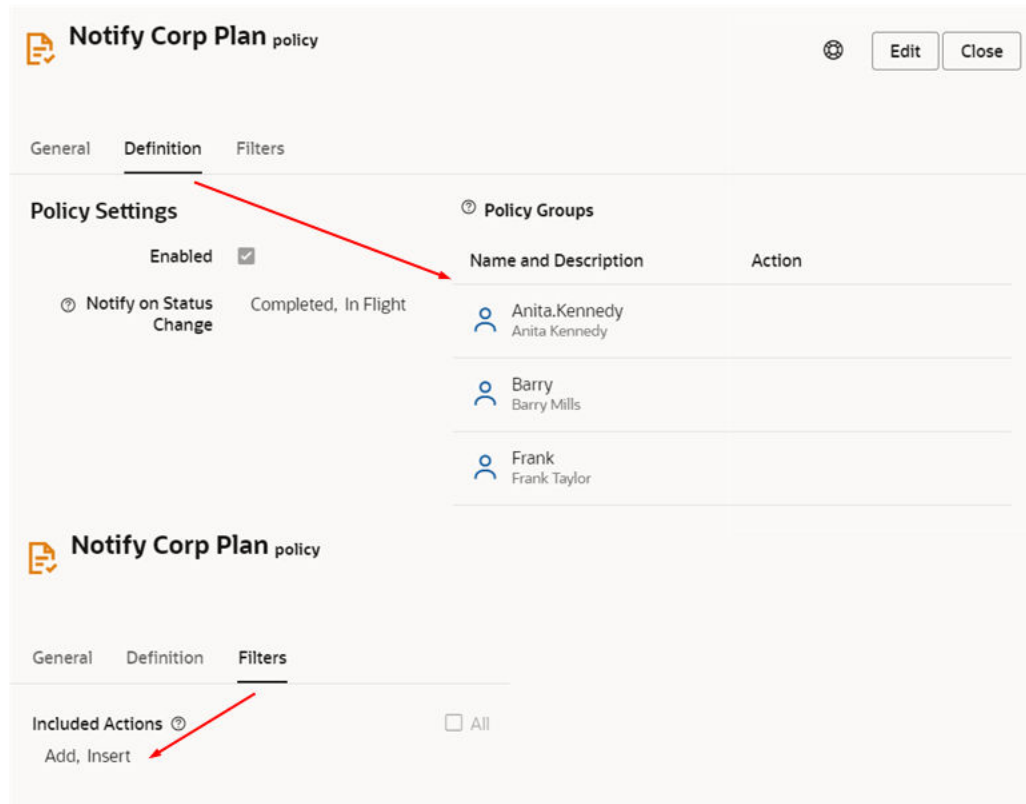 Notify Corp Plan policy
Edit
Close
General
Definition
Filters
Policy Settings
Enabled
Notify on Status
Change
Completed, In Flight
Policy Groups
Name and Description
Action
Anita.Kennedy
Anita Kennedy
Barry
Barry Mills
Frank
Frank Taylor
Notify Corp Plan policy
General
Definition
Filters
Included Actions
All
Add, Insert